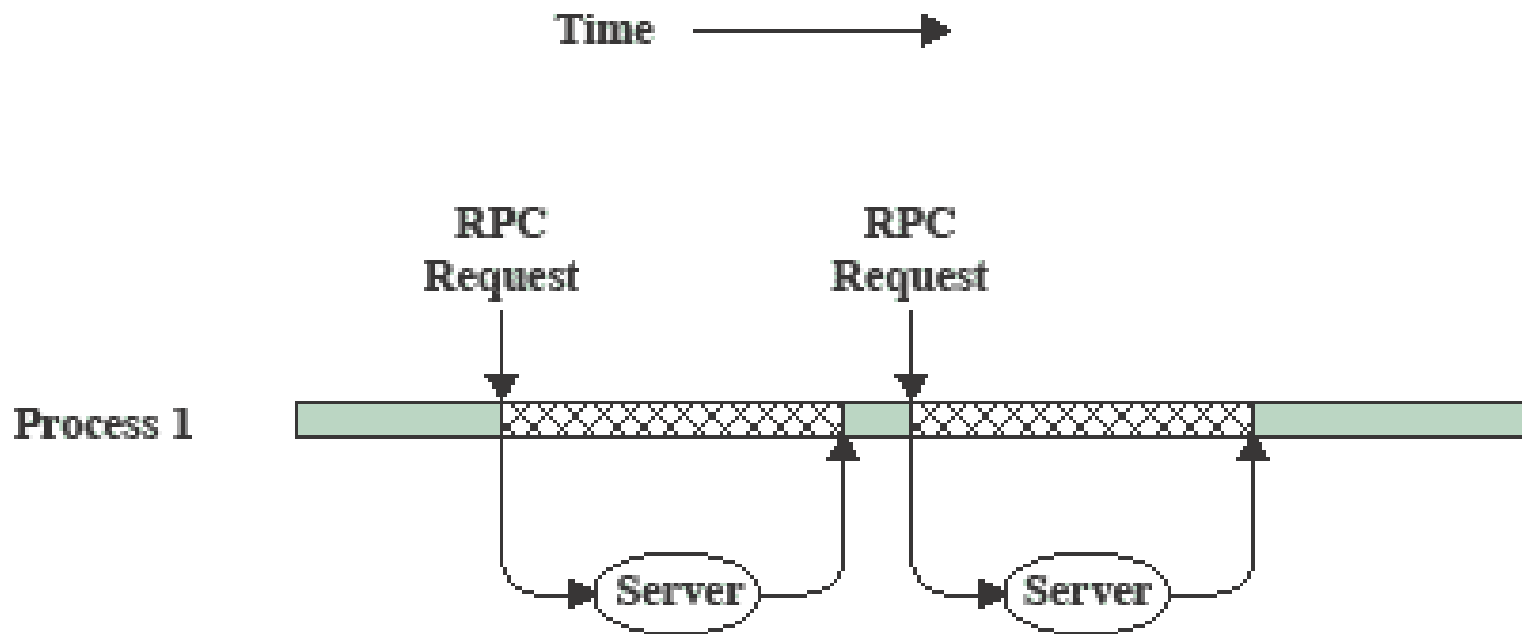 Time
RPC
Request
RPC
Request
Process 1
Server
Server